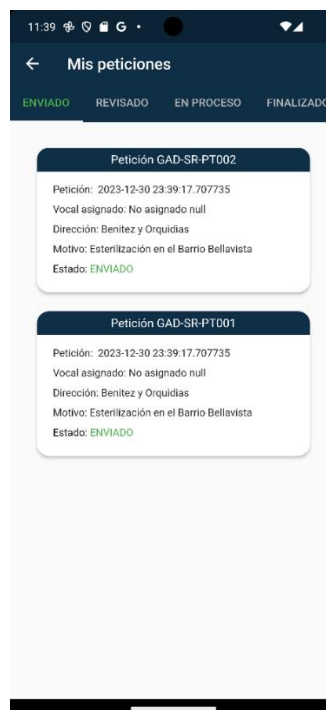 11:39 G
Mis peticiones
ENVIADO REVISADO EN PROCESO FINALIZADO
Petición GAD-SR-PT002
Petición: 2023-12-30 23:39:17.707735
Vocal asignado: No asignado null
Dirección: Benitez y Orquidias
Motivo: Esterilización en el Barrio Bellavista
Estado: ENVIADO
Petición GAD-SR-PT001
Petición: 2023-12-30 23:39:17.707735
Vocal asignado: No asignado null
Dirección: Benitez y Orquidias
Motivo: Esterilización en el Barrio Bellavista
Estado: ENVIADO